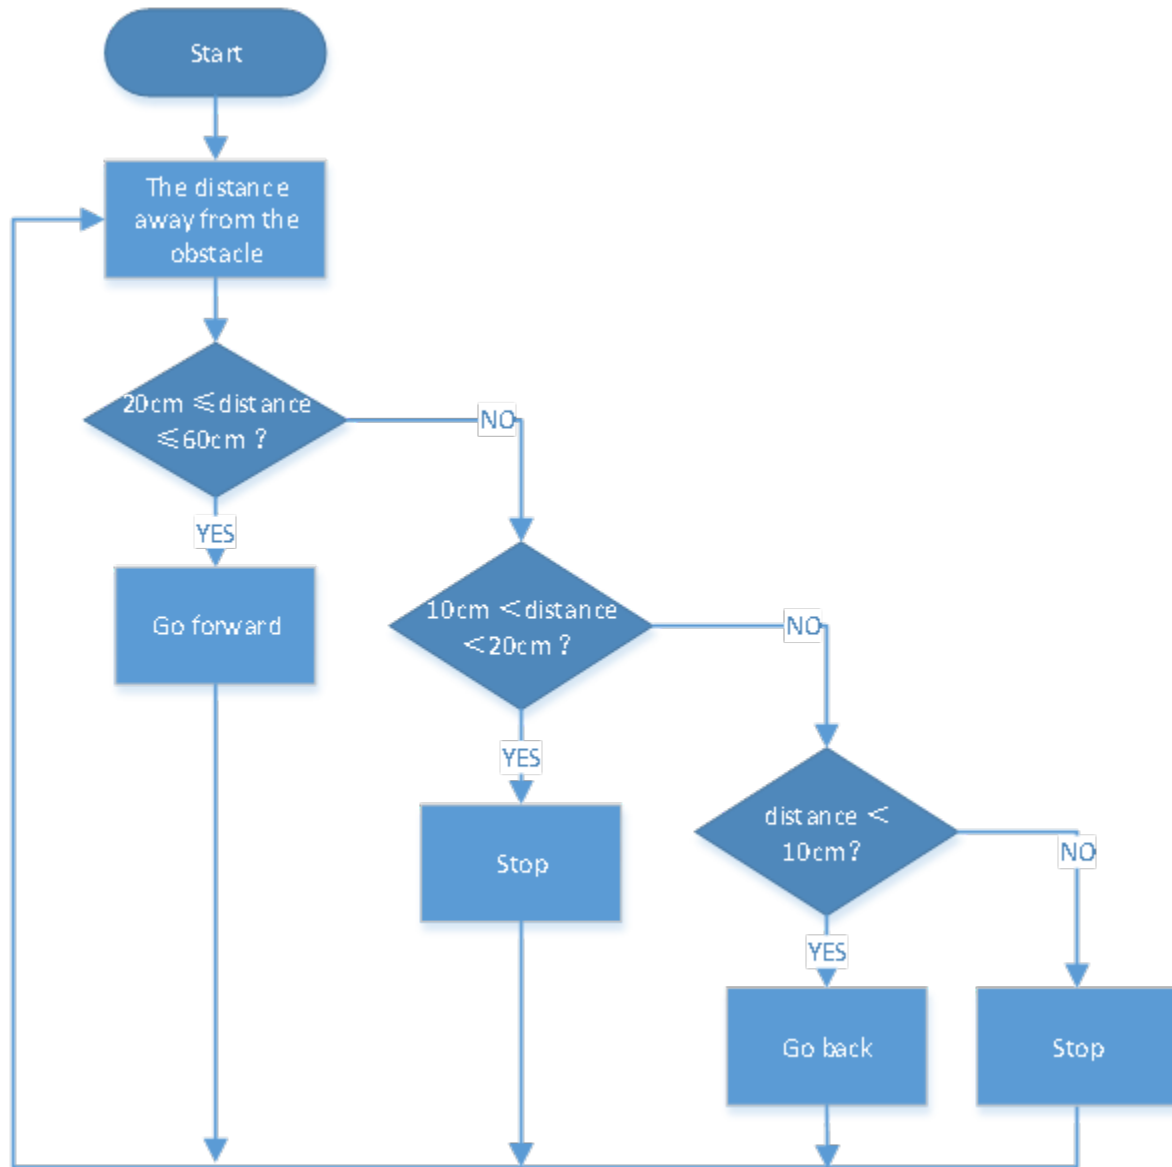 Start
The distance
away from the
obstacle
20cm ≤distance
≤60cm ?
NO
YES
Go forward
10cm <distance
<20cm ?
NO
YES
Stop
distance <
10cm?
NO
YES
Go back
Stop